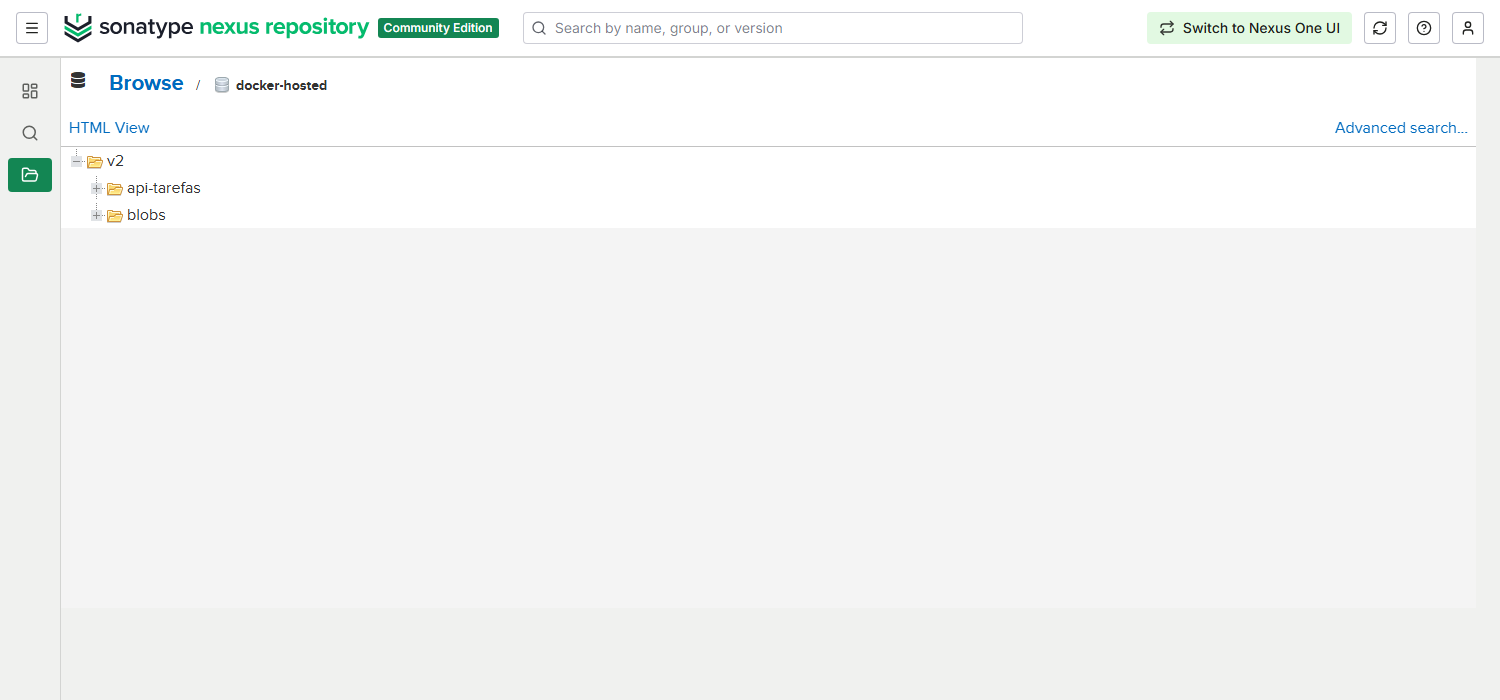 sonatype nexus repository Community Edition
Search by name, group, or version
Switch to Nexus One UI
Browse / docker-hosted
HTML View
Advanced search...
v2
api-tarefas
blobs